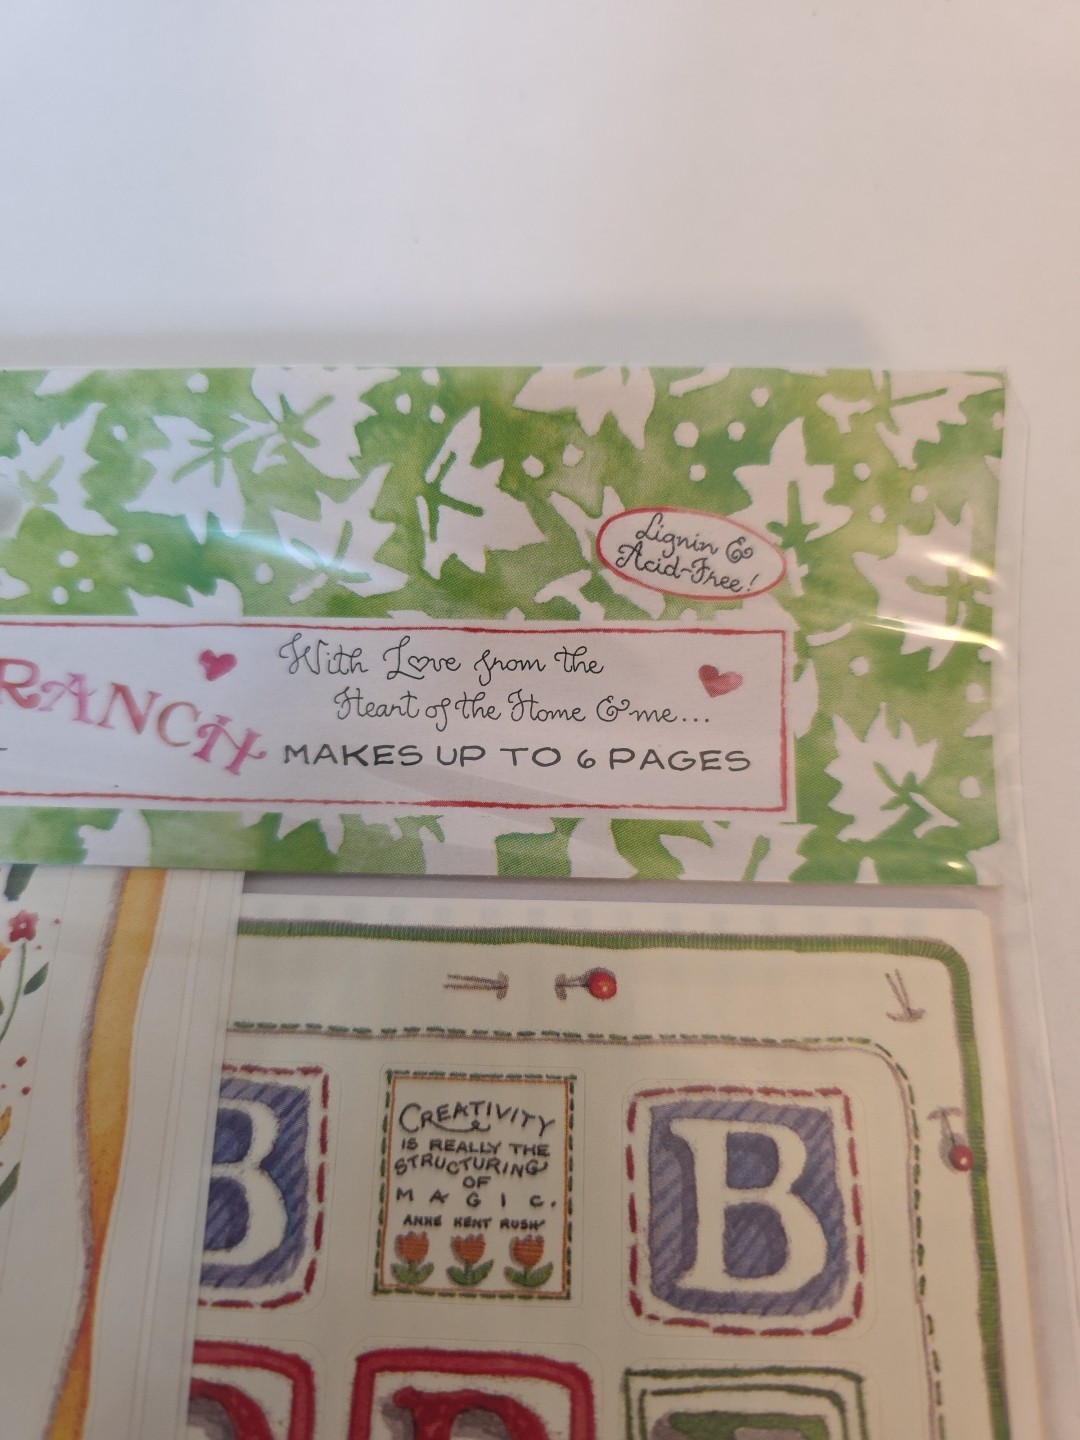 Lignin &
Acid-Free!
With Love from the
Heart of the Home & me...
RANCH
MAKES UP TO 6 PAGES
B
CREATIVITY
IS REALLY THE
STRUCTURING
OF
MAGIC.
ANNE KENT RUSH
B